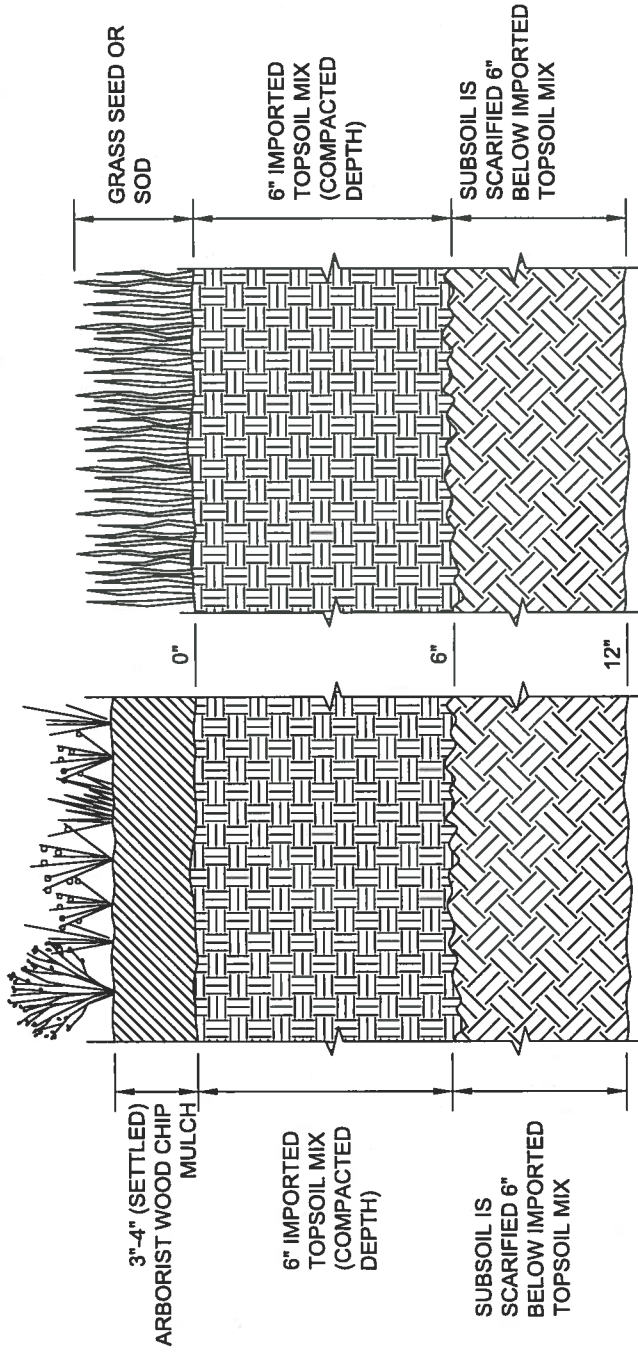 3"-4" (SETTLED)
ARBORIST WOOD CHIP
MULCH
6" IMPORTED
TOPSOIL MIX
(COMPACTED
DEPTH)
SUBSOIL IS
SCARIFIED 6"
BELOW IMPORTED
TOPSOIL MIX
0"
6"
12"
GRASS SEED OR
SOD
6" IMPORTED
TOPSOIL MIX
(COMPACTED
DEPTH)
SUBSOIL IS
SCARIFIED 6"
BELOW IMPORTED
TOPSOIL MIX